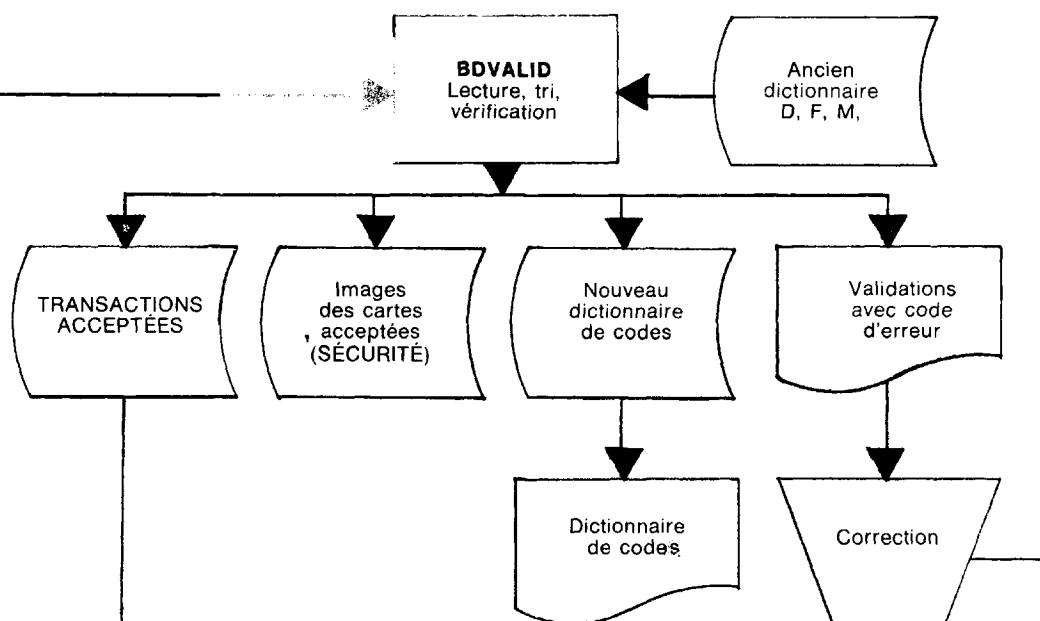 BDVALID
Lecture, tri,
vérification
Ancien
dictionnaire
D, F, M,
TRANSACTIONS
ACCEPTÉES
Images
des cartes
, acceptées
(SÉCURITÉ)
Nouveau
dictionnaire
de codes
Validations
avec code
d'erreur
Dictionnaire
de codes
Correction